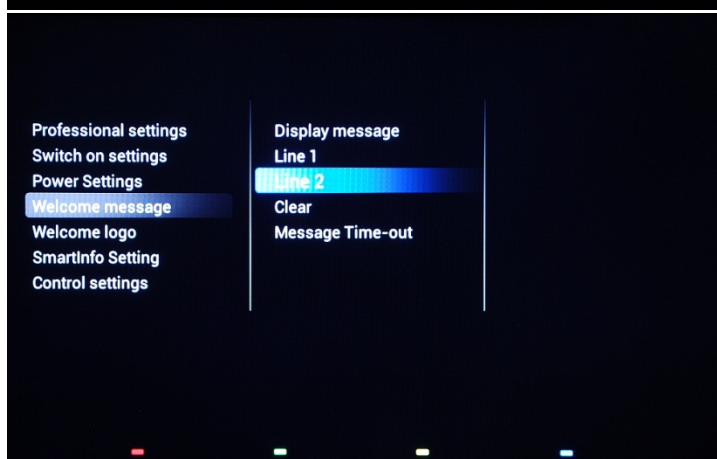 Professional settings
Switch on settings
Power Settings
Welcome message
Welcome logo
SmartInfo Setting
Control settings
Display message
Line 1
Line 2
Clear
Message Time-out